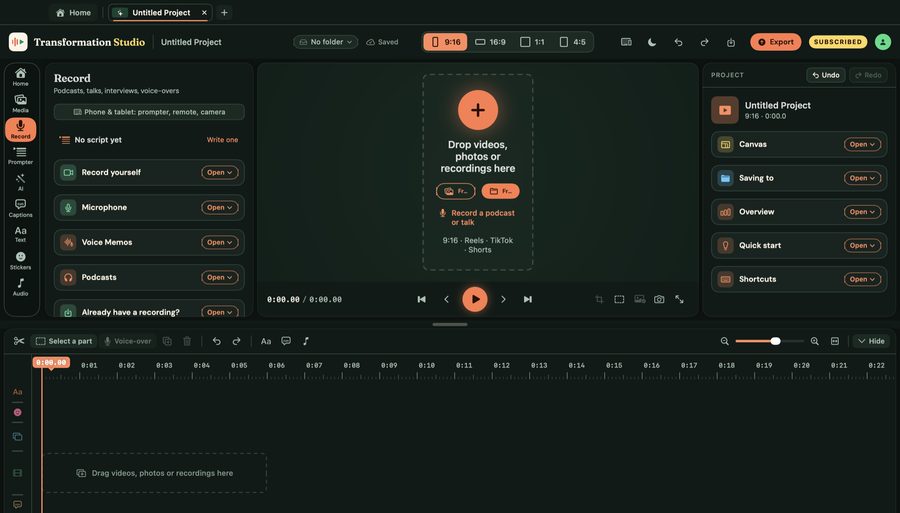 Home
Untitled Project
Transformation Studio
Untitled Project
No folder
Saved
9:16
16:9
1:1
4:5
Export
SUBSCRIBED
Home
Media
Record
Prompter
AI
Captions
Aa
Text
Stickers
Audio
Record
Podcasts, talks, interviews, voice-overs
Phone & tablet: prompter, remote, camera
No script yet
Write one
Record yourself
Open
Microphone
Open
Voice Memos
Open
Podcasts
Open
Already have a recording?
Open
Drop videos,
photos or
recordings here
Fr...
Fr...
Record a podcast
or talk
9:16 · Reels · TikTok
· Shorts
0:00.00 / 0:00.00
PROJECT
Undo
Redo
Untitled Project
9:16 · 0:00.0
Canvas
Open
Saving to
Open
Overview
Open
Quick start
Open
Shortcuts
Open
Select a part
Voice-over
Aa
Hide
0:00.00
0:01
0:02
0:03
0:04
0:05
0:06
0:07
0:08
0:09
0:10
0:11
0:12
0:13
0:14
0:15
0:16
0:17
0:18
0:19
0:20
0:21
0:22
Aa
Drag videos, photos or recordings here